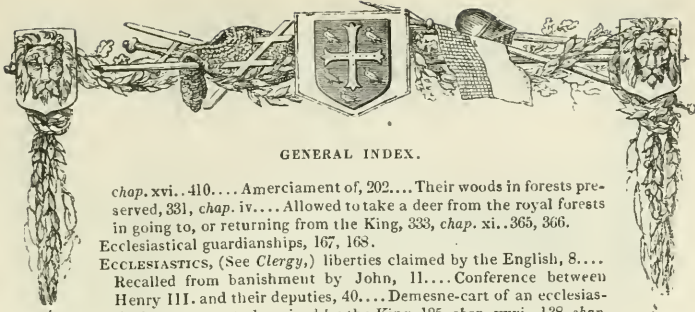 GENERAL INDEX.
chap. xvi..410.... Amerciament of, 202.... Their woods in forests pre-
served, 331, chap. iv.... Allowed to take a deer from the royal forests
in going to, or returning from the King, 333, chap. xi..365, 366.
Ecclesiastical guardianships, 167, 168.
ECCLESIASTICS, (See Clergy,) liberties claimed by the English, 8....
Recalled from banishment by John, 11.... Conference between
Henry III. and their deputies, 40.... Demesne-cart of an ecclesias-